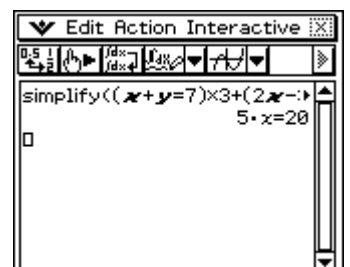 Edit Action Interactive
simplify((x+y=7)×3+(2x-
5·x=20